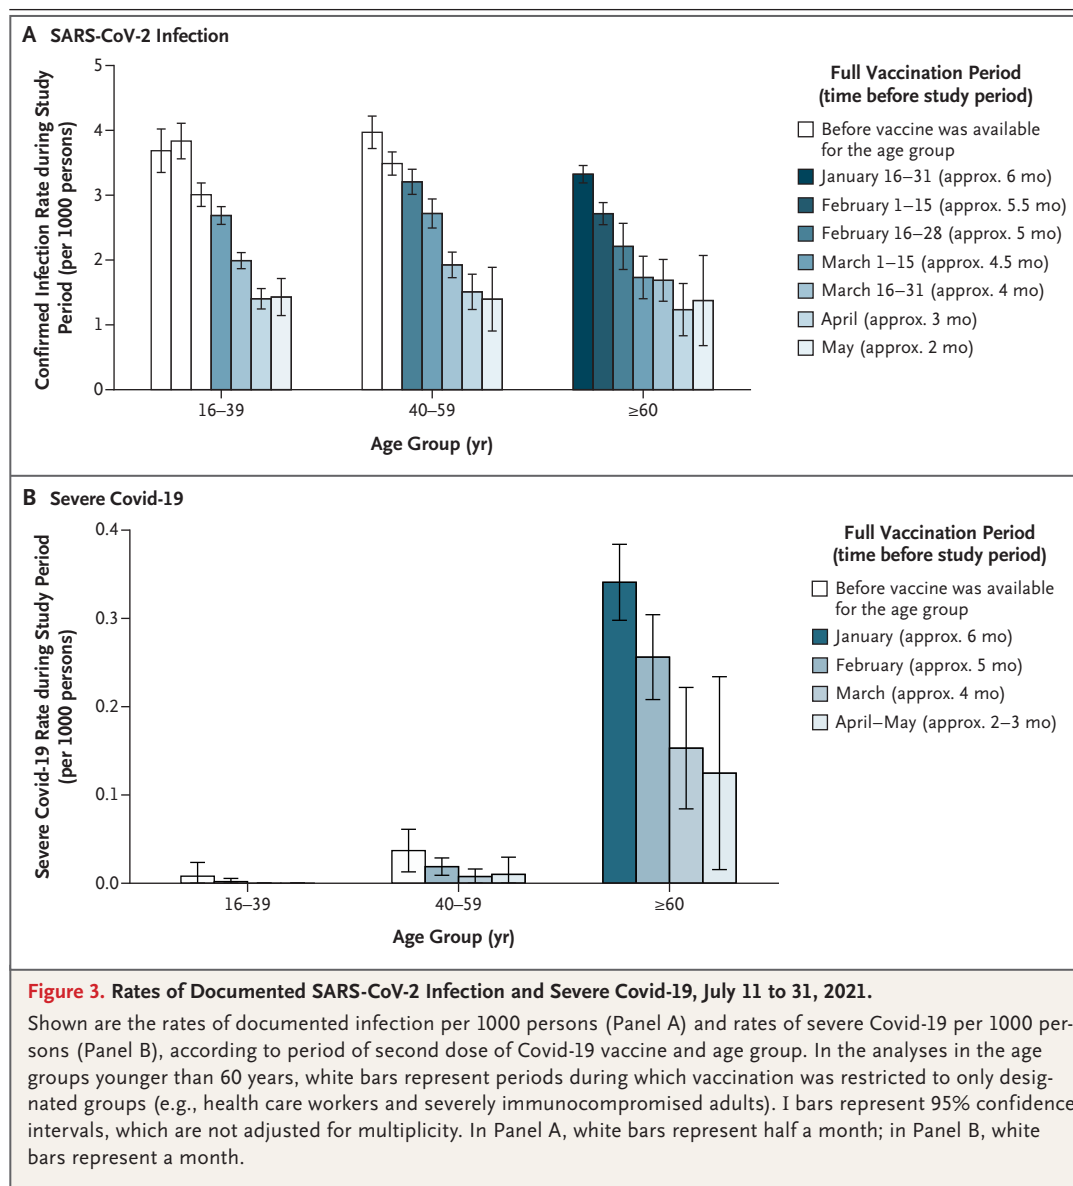 A SARS-CoV-2 Infection
Confirmed Infection Rate during Study
Period (per 1000 persons)
5
4
3
2
1
0
16–39
40–59
≥60
Age Group (yr)
Full Vaccination Period
(time before study period)
Before vaccine was available
for the age group
January 16–31 (approx. 6 mo)
February 1–15 (approx. 5.5 mo)
February 16–28 (approx. 5 mo)
March 1–15 (approx. 4.5 mo)
March 16–31 (approx. 4 mo)
April (approx. 3 mo)
May (approx. 2 mo)
B Severe Covid-19
Severe Covid-19 Rate during Study Period
(per 1000 persons)
0.4
0.3
0.2
0.1
0.0
16–39
40–59
≥60
Age Group (yr)
Full Vaccination Period
(time before study period)
Before vaccine was available
for the age group
January (approx. 6 mo)
February (approx. 5 mo)
March (approx. 4 mo)
April–May (approx. 2–3 mo)
Figure 3. Rates of Documented SARS-CoV-2 Infection and Severe Covid-19, July 11 to 31, 2021.
Shown are the rates of documented infection per 1000 persons (Panel A) and rates of severe Covid-19 per 1000 per-
sons (Panel B), according to period of second dose of Covid-19 vaccine and age group. In the analyses in the age
groups younger than 60 years, white bars represent periods during which vaccination was restricted to only desig-
nated groups (e.g., health care workers and severely immunocompromised adults). I bars represent 95% confidence
intervals, which are not adjusted for multiplicity. In Panel A, white bars represent half a month; in Panel B, white
bars represent a month.